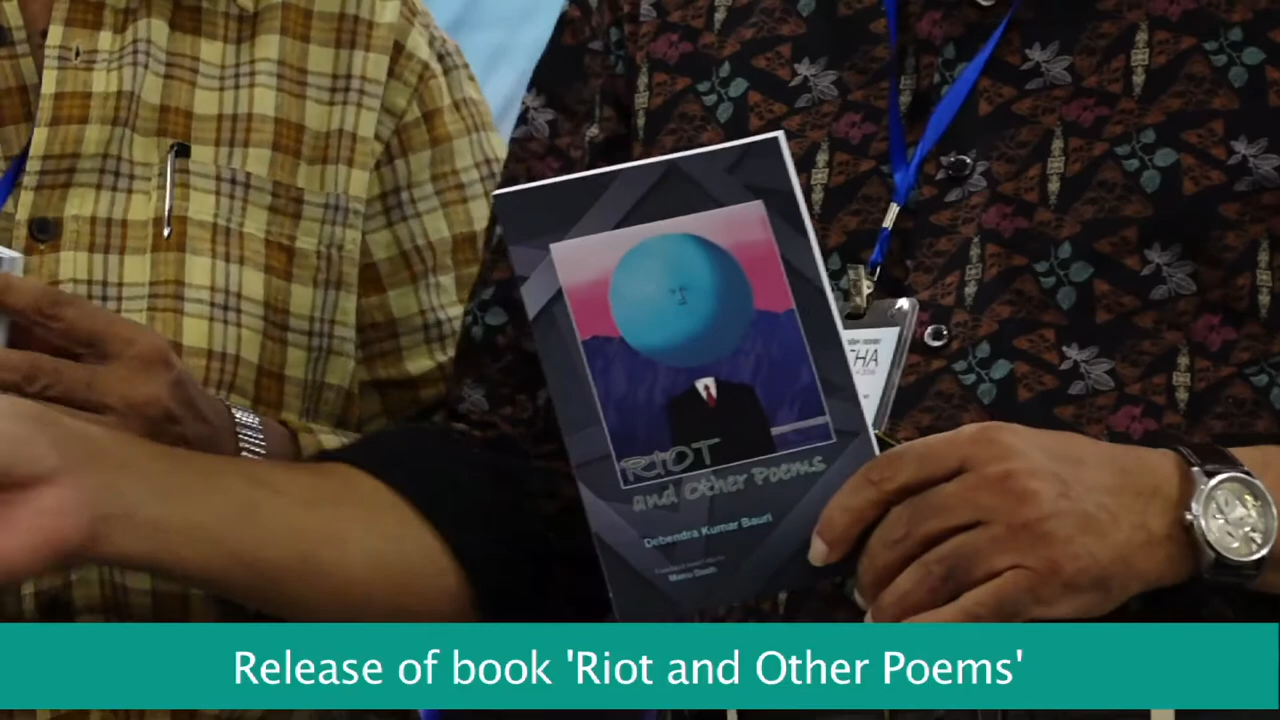 RIOT
and Other Poems
Debendra Kumar Bauri
Manu Dash
Release of book 'Riot and Other Poems'